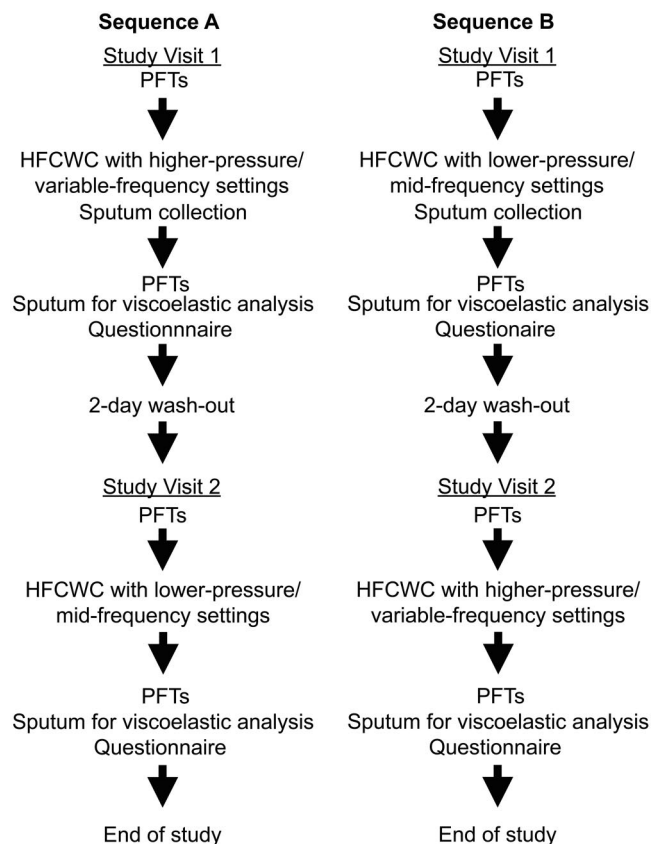 Sequence A
Study Visit 1
PFTs
HFCWC with higher-pressure/
variable-frequency settings
Sputum collection
PFTs
Sputum for viscoelastic analysis
Questionnnaire
2-day wash-out
Study Visit 2
PFTs
HFCWC with lower-pressure/
mid-frequency settings
PFTs
Sputum for viscoelastic analysis
Questionnaire
End of study
Sequence B
Study Visit 1
PFTs
HFCWC with lower-pressure/
mid-frequency settings
Sputum collection
PFTs
Sputum for viscoelastic analysis
Questionaire
2-day wash-out
Study Visit 2
PFTs
HFCWC with higher-pressure/
variable-frequency settings
PFTs
Sputum for viscoelastic analysis
Questionnaire
End of study